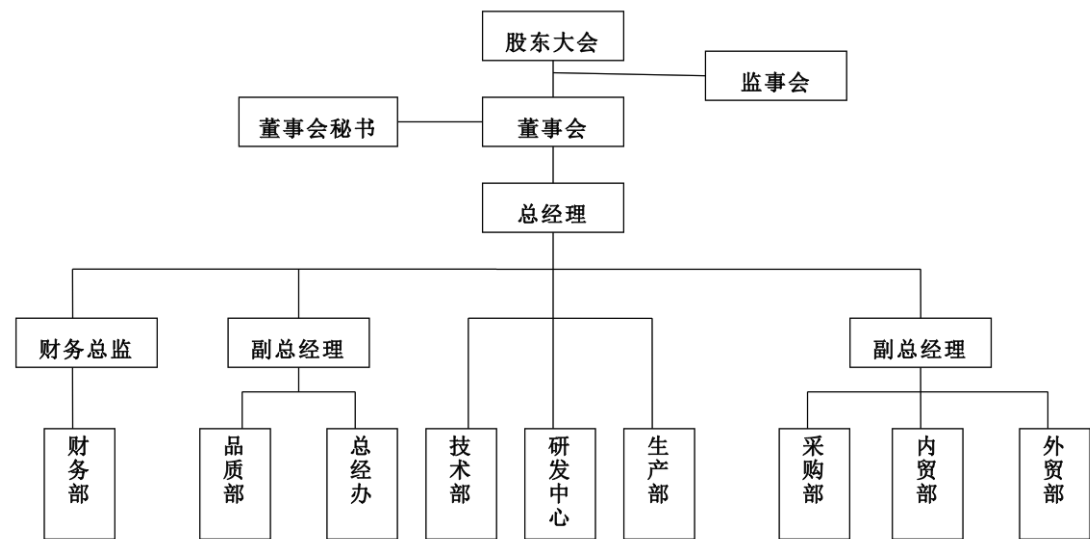 股东大会
监事会
董事会秘书
董事会
总经理
财务总监
副总经理
副总经理
财务部
品质部
总经办
技术部
研发中心
生产部
采购部
内贸部
外贸部